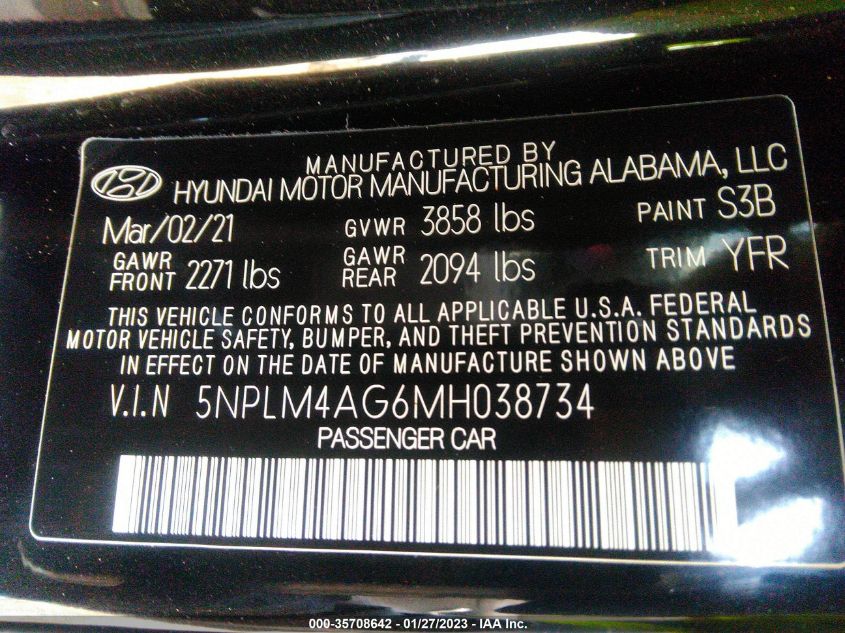 MANUFACTURED BY
HYUNDAI MOTOR MANUFACTURING ALABAMA, LLC
Mar/02/21 GVWR 3858 lbs PAINT S3B
GAWR FRONT 2271 lbs GAWR REAR 2094 lbs TRIM YFR
THIS VEHICLE CONFORMS TO ALL APPLICABLE U.S.A. FEDERAL
MOTOR VEHICLE SAFETY, BUMPER, AND THEFT PREVENTION STANDARDS
IN EFFECT ON THE DATE OF MANUFACTURE SHOWN ABOVE
V.I.N 5NPLM4AG6MH038734
PASSENGER CAR
000-35708642 - 01/27/2023 - IAA Inc.